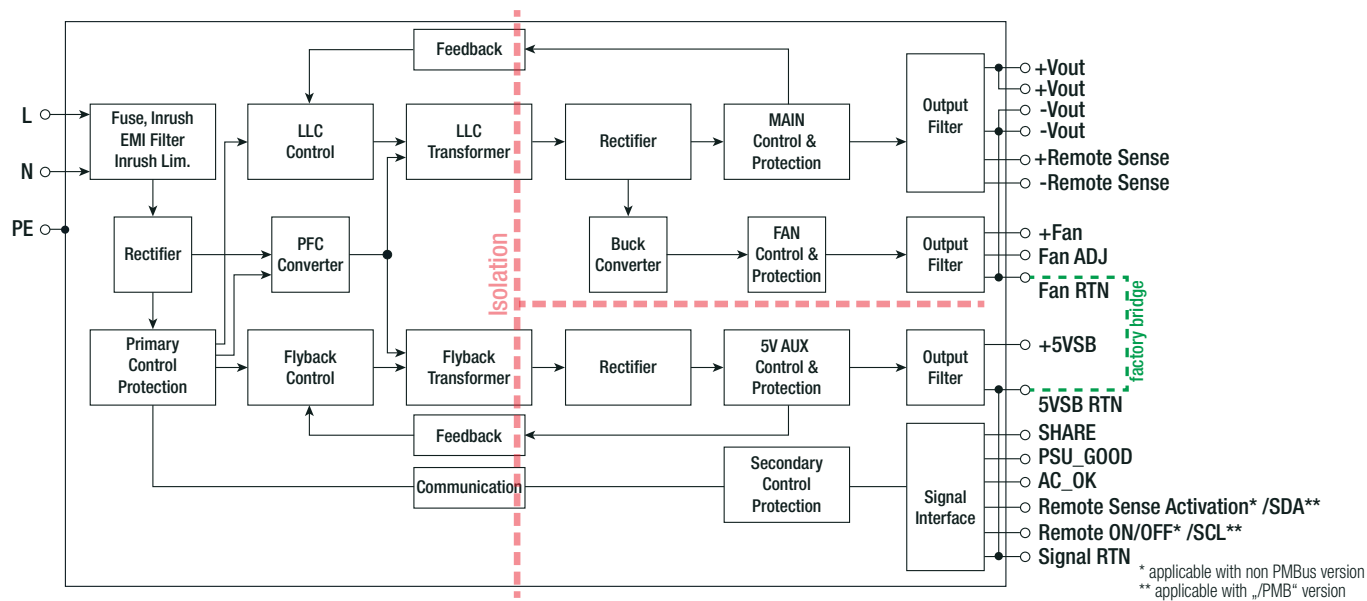 Feedback
L
N
PE
Fuse, Inrush
EMI Filter
Inrush Lim.
LLC
Control
LLC
Transformer
Rectifier
MAIN
Control &
Protection
Output
Filter
+Vout
+Vout
-Vout
-Vout
+Remote Sense
-Remote Sense
Rectifier
PFC
Converter
Isolation
Buck
Converter
FAN
Control &
Protection
Output
Filter
+Fan
Fan ADJ
Fan RTN
factory bridge
Primary
Control
Protection
Flyback
Control
Flyback
Transformer
Rectifier
5V AUX
Control &
Protection
Output
Filter
+5VSB
5VSB RTN
Feedback
Communication
Secondary
Control
Protection
Signal
Interface
SHARE
PSU_GOOD
AC_OK
Remote Sense Activation* /SDA**
Remote ON/OFF* /SCL**
Signal RTN
* applicable with non PMBus version
** applicable with „/PMB“ version